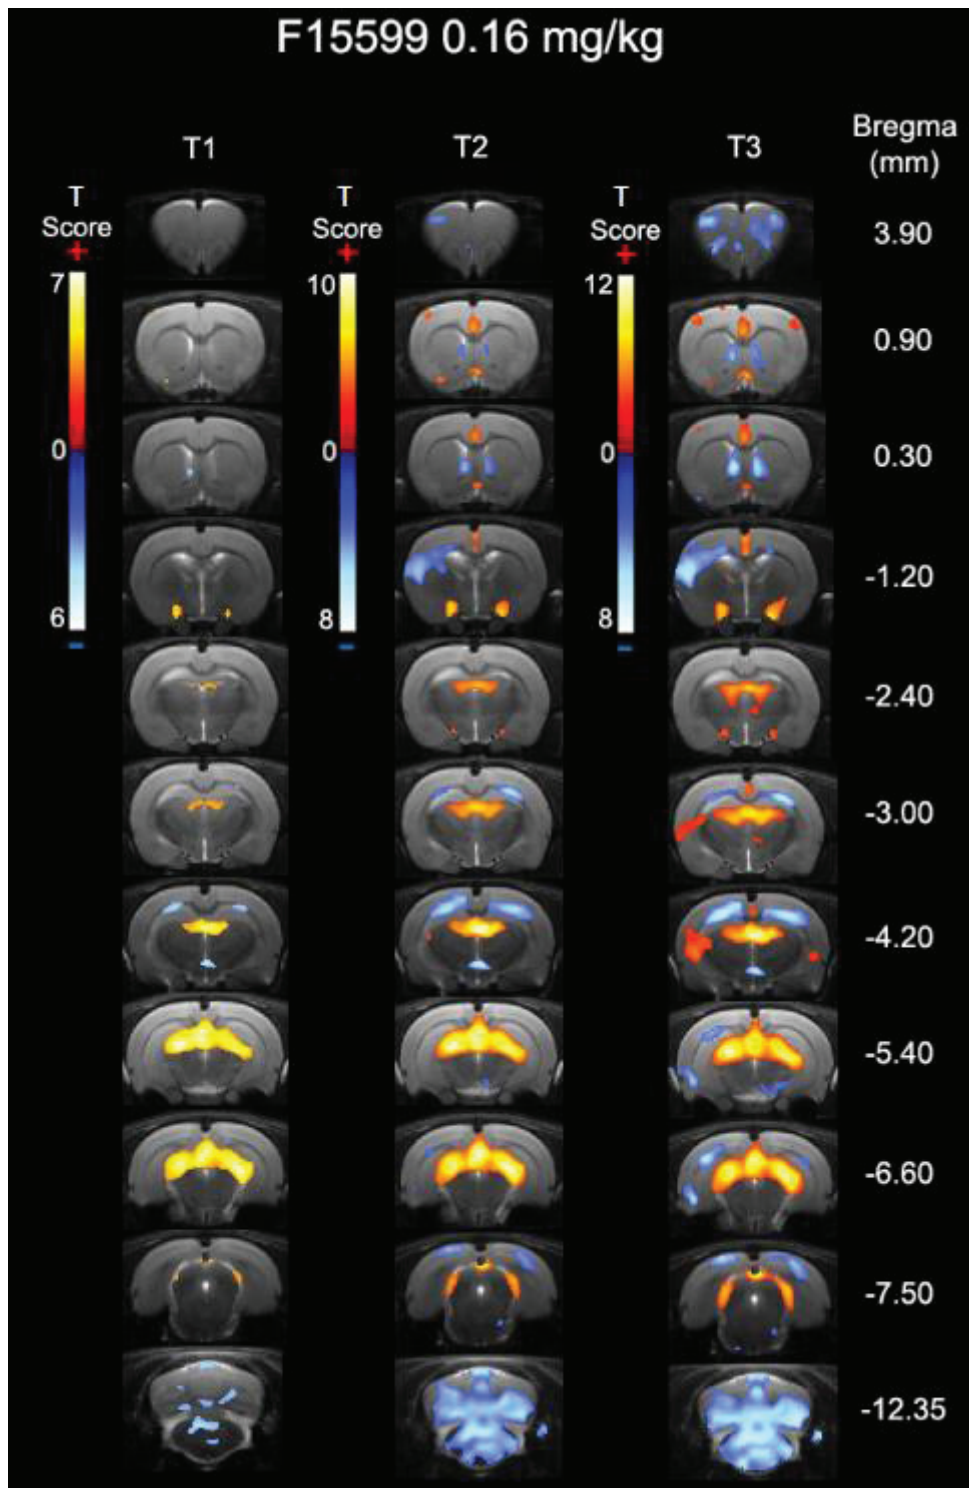 F15599 0.16 mg/kg
T1 T2 T3 Bregma (mm)
T Score + T Score + T Score +
7 10 12
0 0 0
6 8 8
- - -
3.90
0.90
0.30
-1.20
-2.40
-3.00
-4.20
-5.40
-6.60
-7.50
-12.35